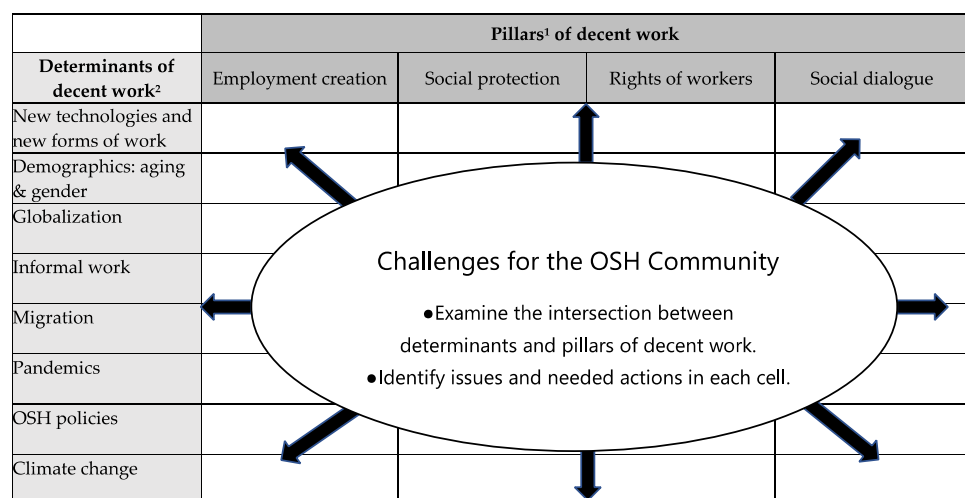 Pillars¹ of decent work
Determinants of
decent work²
Employment creation
Social protection
Rights of workers
Social dialogue
New technologies and
new forms of work
Demographics: aging
& gender
Globalization
Informal work
Migration
Pandemics
OSH policies
Climate change
Challenges for the OSH Community
●Examine the intersection between
determinants and pillars of decent work.
●Identify issues and needed actions in each cell.